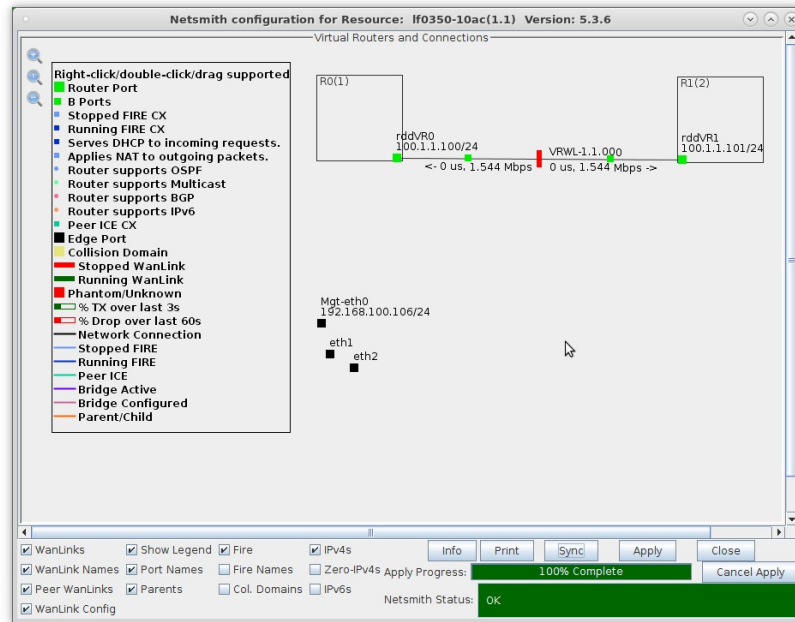 Netsmith configuration for Resource: lf0350-10ac(1.1) Version: 5.3.6
Virtual Routers and Connections
Right-click/double-click/drag supported
Router Port
B Ports
Stopped FIRE CX
Running FIRE CX
Serves DHCP to incoming requests.
Applies NAT to outgoing packets.
Router supports OSPF
Router supports Multicast
Router supports BGP
Router supports IPv6
Peer ICE CX
Edge Port
Collision Domain
Stopped WanLink
Running WanLink
Phantom/Unknown
% TX over last 3s
% Drop over last 60s
Network Connection
Stopped FIRE
Running FIRE
Peer ICE
Bridge Active
Bridge Configured
Parent/Child
R0(1)
rddVR0
100.1.1.100/24
VRWL-1.1.000
<- 0 us, 1.544 Mbps
0 us, 1.544 Mbps ->
R1(2)
rddVR1
100.1.1.101/24
Mgt-eth0
192.168.100.106/24
eth1
eth2
WanLinks Show Legend Fire IPv4s Info Print Sync Apply Close
WanLink Names Port Names Fire Names Zero-IPv4s Apply Progress: 100% Complete Cancel Apply
Peer WanLinks Parents Col. Domains IPv6s Netsmith Status: OK
WanLink Config